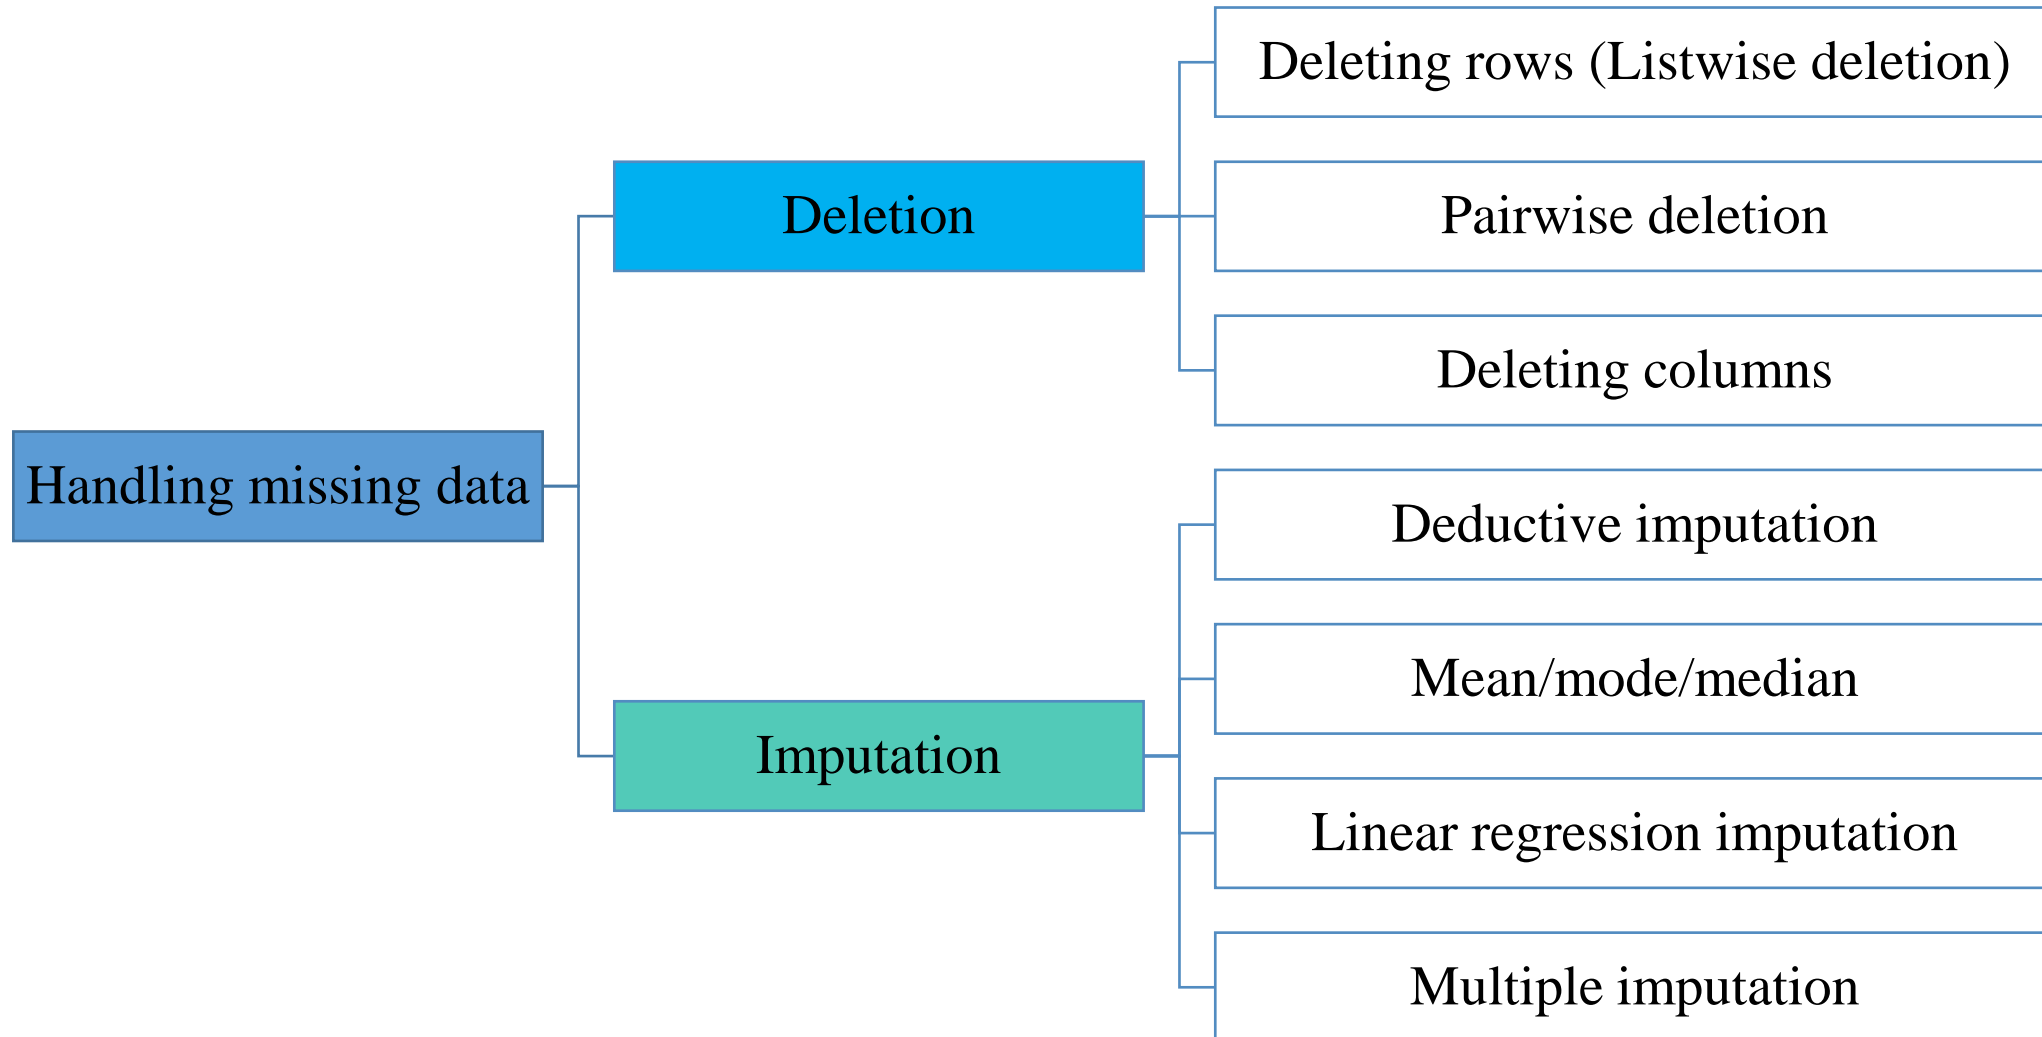 Handling missing data
Deletion
Deleting rows (Listwise deletion)
Pairwise deletion
Deleting columns
Imputation
Deductive imputation
Mean/mode/median
Linear regression imputation
Multiple imputation